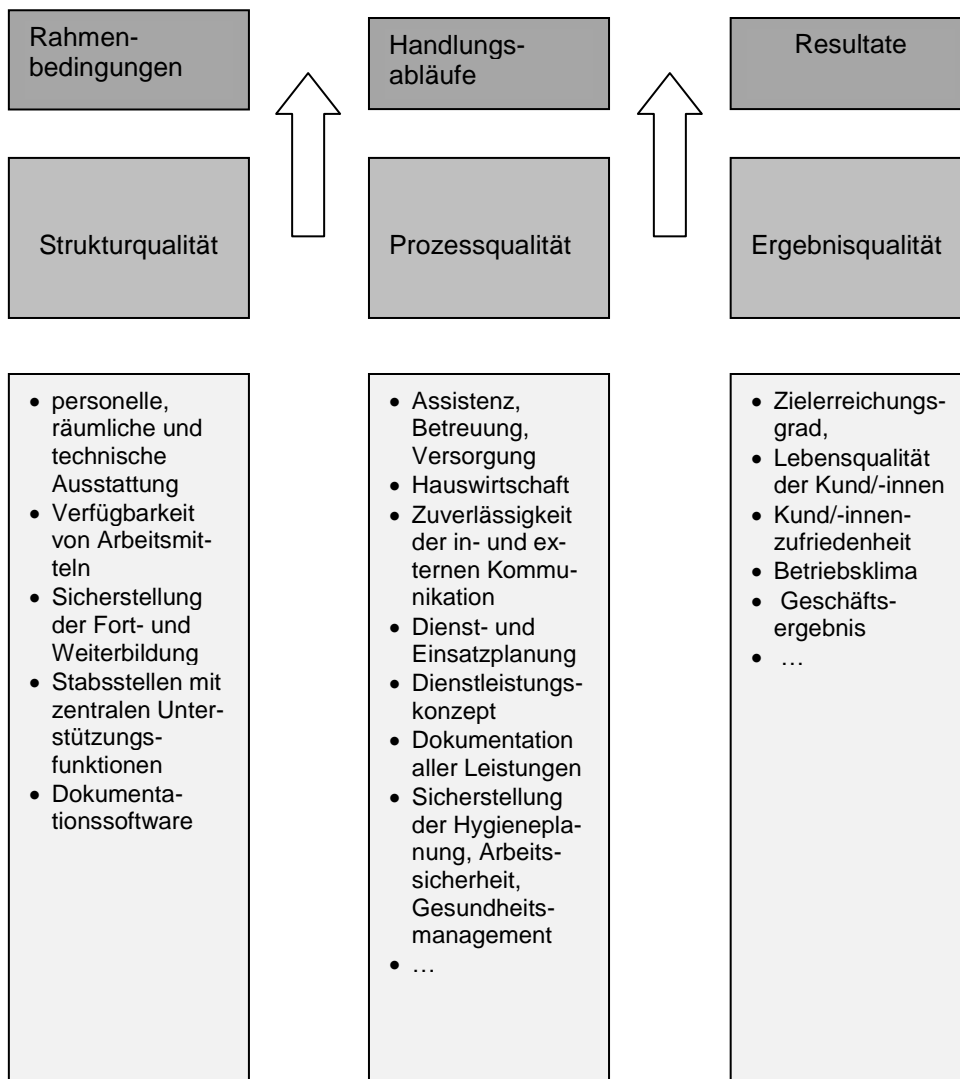 Rahmen-
bedingungen
Handlungs-
abläufe
Resultate
Strukturqualität
Prozessqualität
Ergebnisqualität
• personelle,
räumliche und
technische
Ausstattung
• Verfügbarkeit
von Arbeitsmit-
teln
• Sicherstellung
der Fort- und
Weiterbildung
• Stabsstellen mit
zentralen Unter-
stützungs-
funktionen
• Dokumenta-
tionssoftware
• Assistenz,
Betreuung,
Versorgung
• Hauswirtschaft
• Zuverlässigkeit
der in- und ex-
ternen Kommu-
nikation
• Dienst- und
Einsatzplanung
• Dienstleistungs-
konzept
• Dokumentation
aller Leistungen
• Sicherstellung
der Hygienepla-
nung, Arbeits-
sicherheit,
Gesundheits-
management
• …
• Zielerreichungs-
grad,
• Lebensqualität
der Kund/-innen
• Kund/-innen-
zufriedenheit
• Betriebsklima
• Geschäfts-
ergebnis
• …